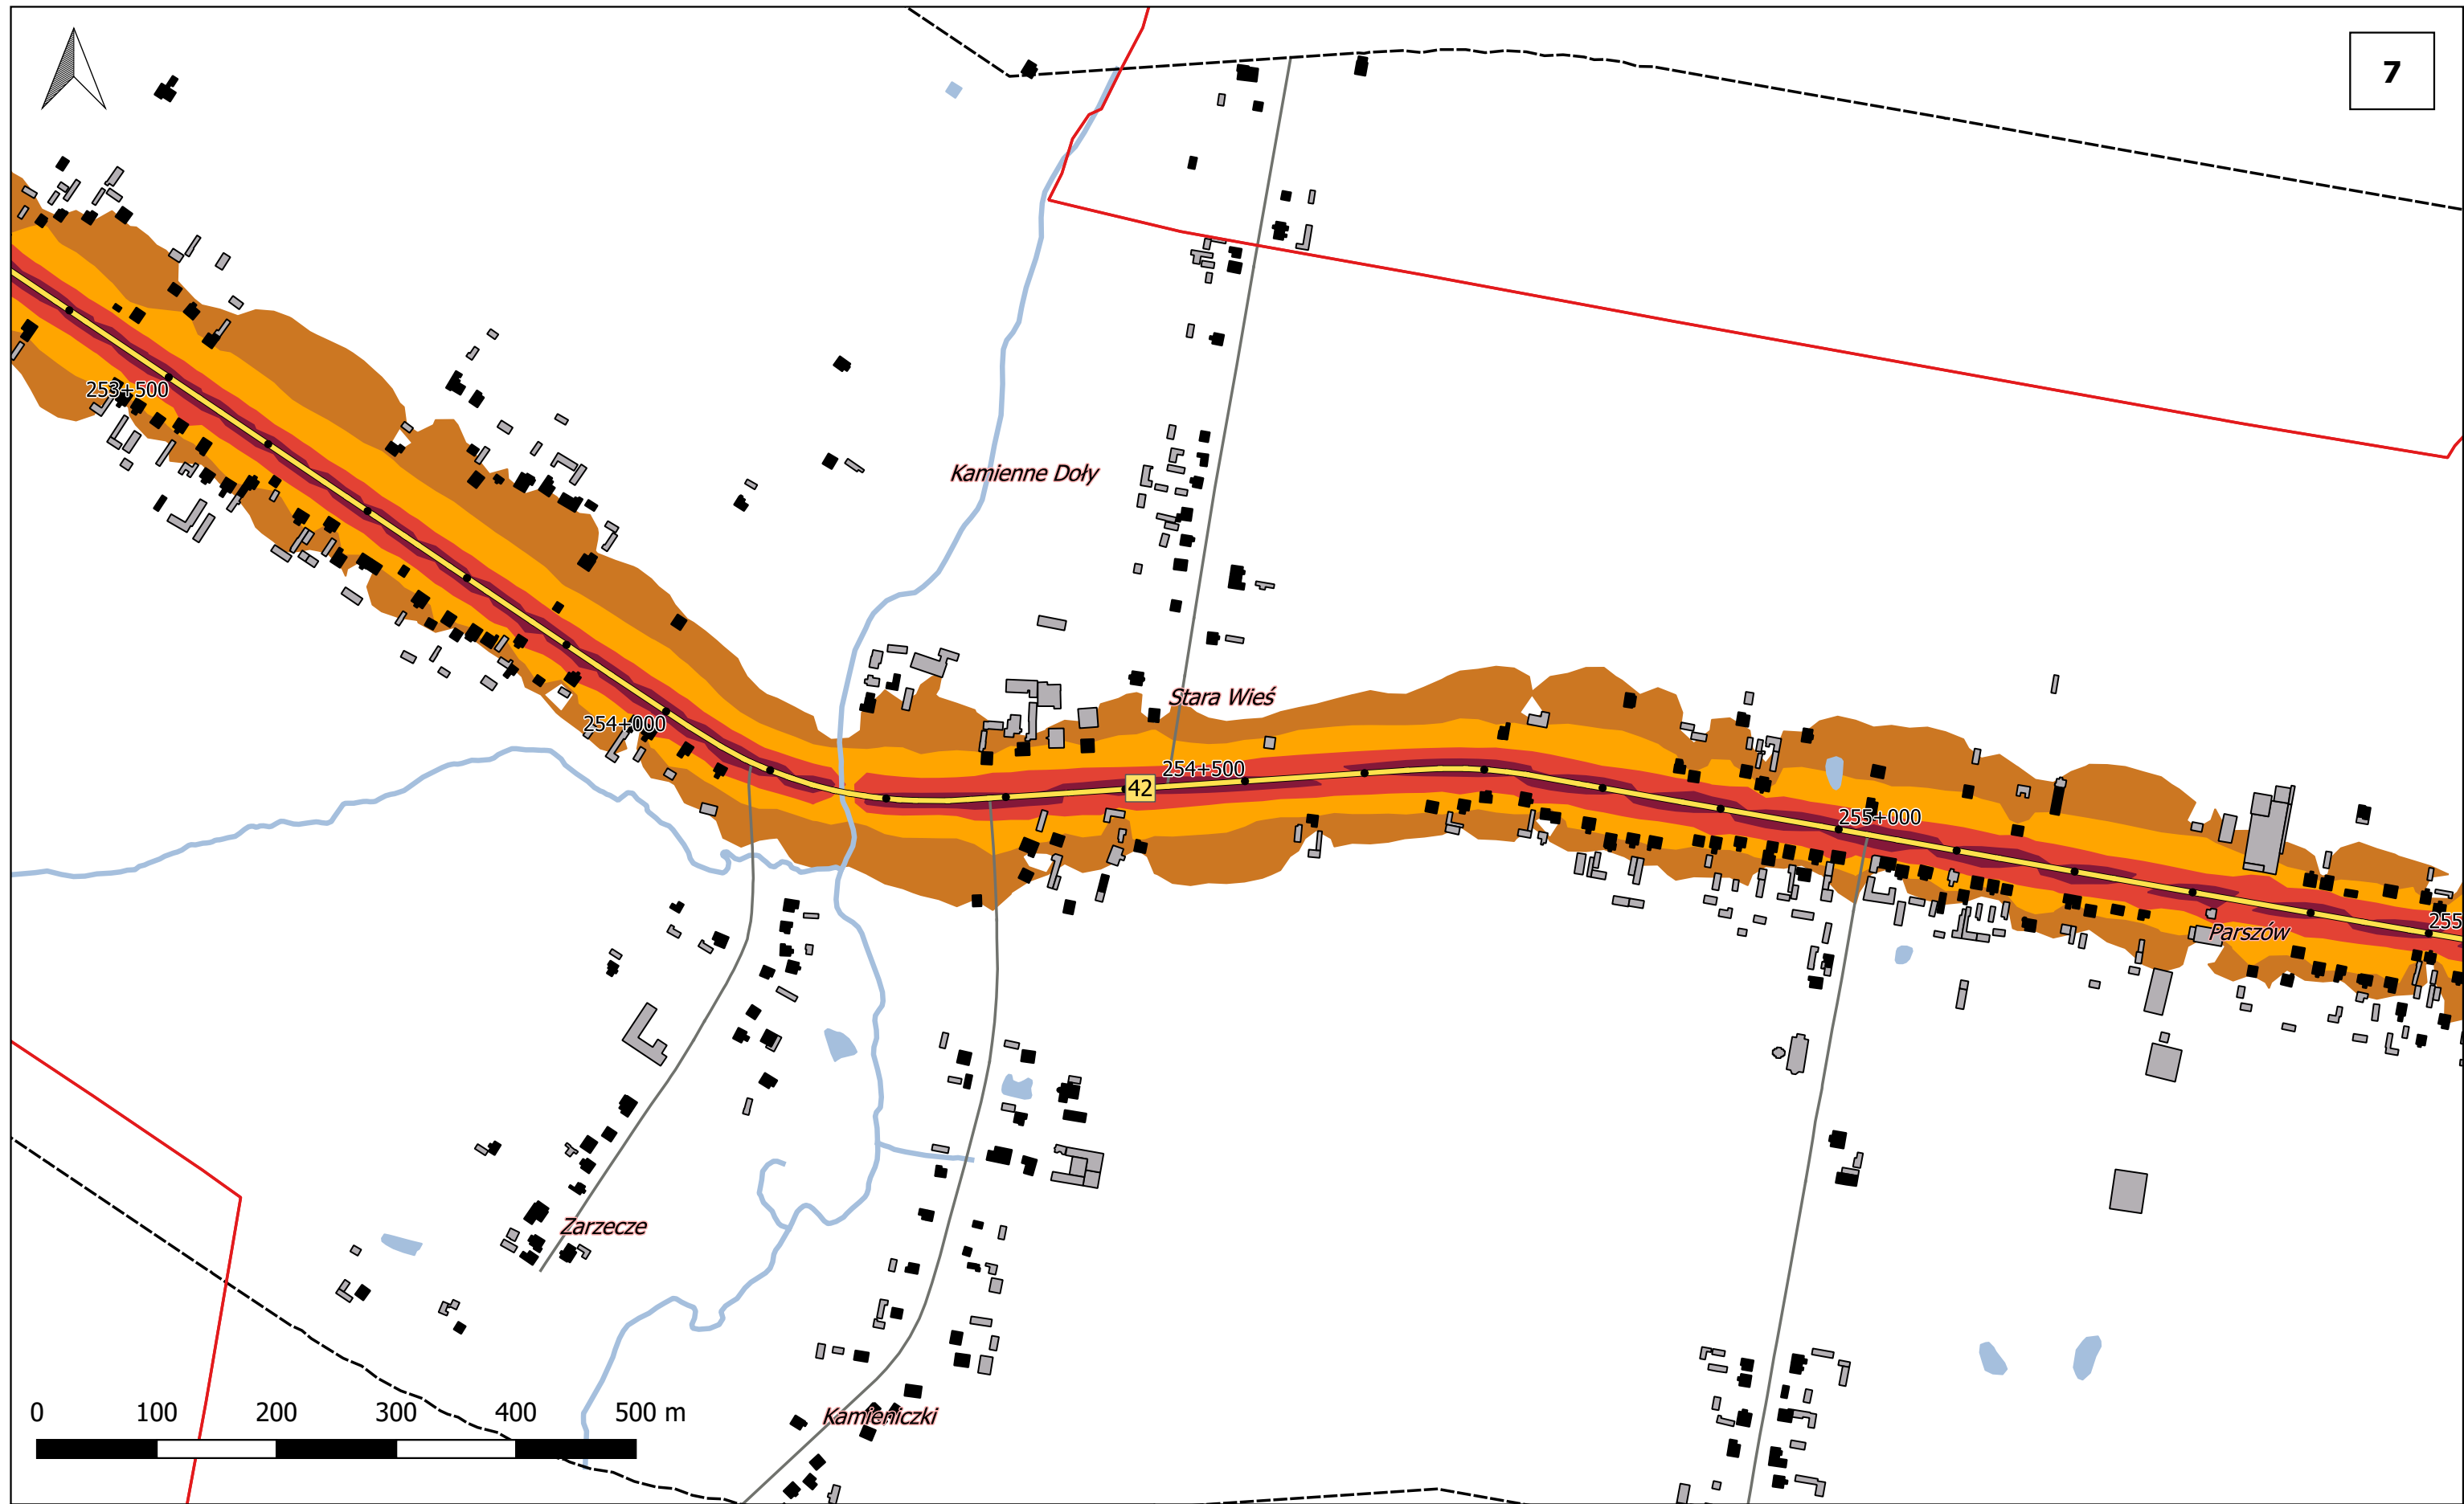 7
253+500
Kamienne Doły
Stara Wieś
254+000
254+500
42
255+000
255
Parszów
Zarzecze
Kamieniczki
0 100 200 300 400 500 m